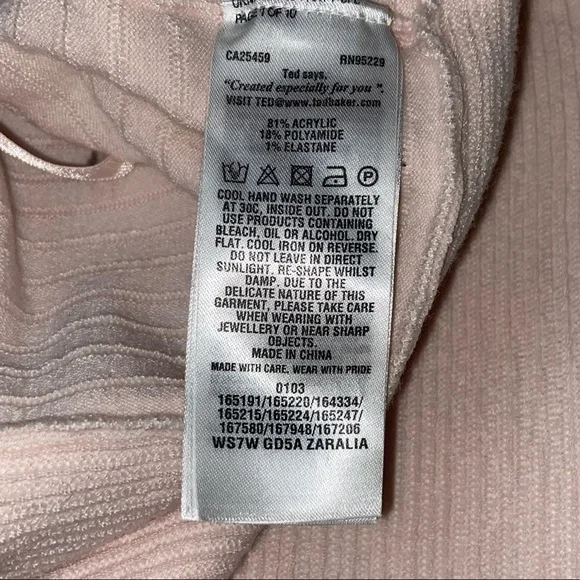 PAGE 1 OF 10
CA25459 RN95229
Ted says,
"Created especially for you ".
VISIT TED@www.tedbaker.com
81% ACRYLIC
18% POLYAMIDE
1% ELASTANE
P
COOL HAND WASH SEPARATELY
AT 30C, INSIDE OUT. DO NOT
USE PRODUCTS CONTAINING
BLEACH, OIL OR ALCOHOL. DRY
FLAT. COOL IRON ON REVERSE.
DO NOT LEAVE IN DIRECT
SUNLIGHT. RE-SHAPE WHILST
DAMP. DUE TO THE
DELICATE NATURE OF THIS
GARMENT, PLEASE TAKE CARE
WHEN WEARING WITH
JEWELLERY OR NEAR SHARP
OBJECTS.
MADE IN CHINA
MADE WITH CARE, WEAR WITH PRIDE
0103
165191/165220/164334/
165215/165224/165247/
167580/167948/167206
WS7W GD5A ZARALIA